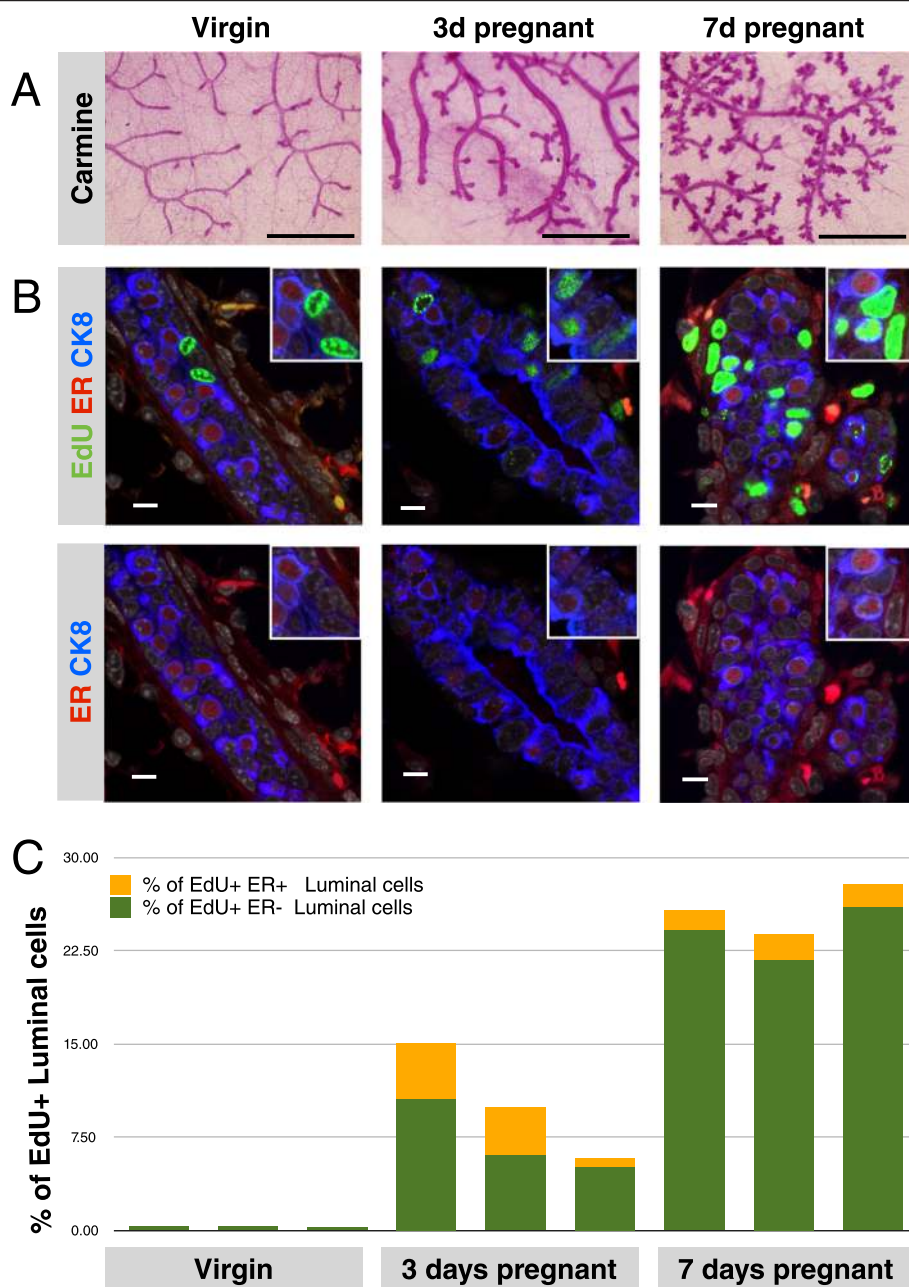 Virgin 3d pregnant 7d pregnant
A
Carmine
B
EdU ER CK8
ER CK8
C
% of EdU+ Luminal cells
30.00
22.50
15.00
7.50
0.00
% of EdU+ ER+ Luminal cells
% of EdU+ ER- Luminal cells
Virgin 3 days pregnant 7 days pregnant